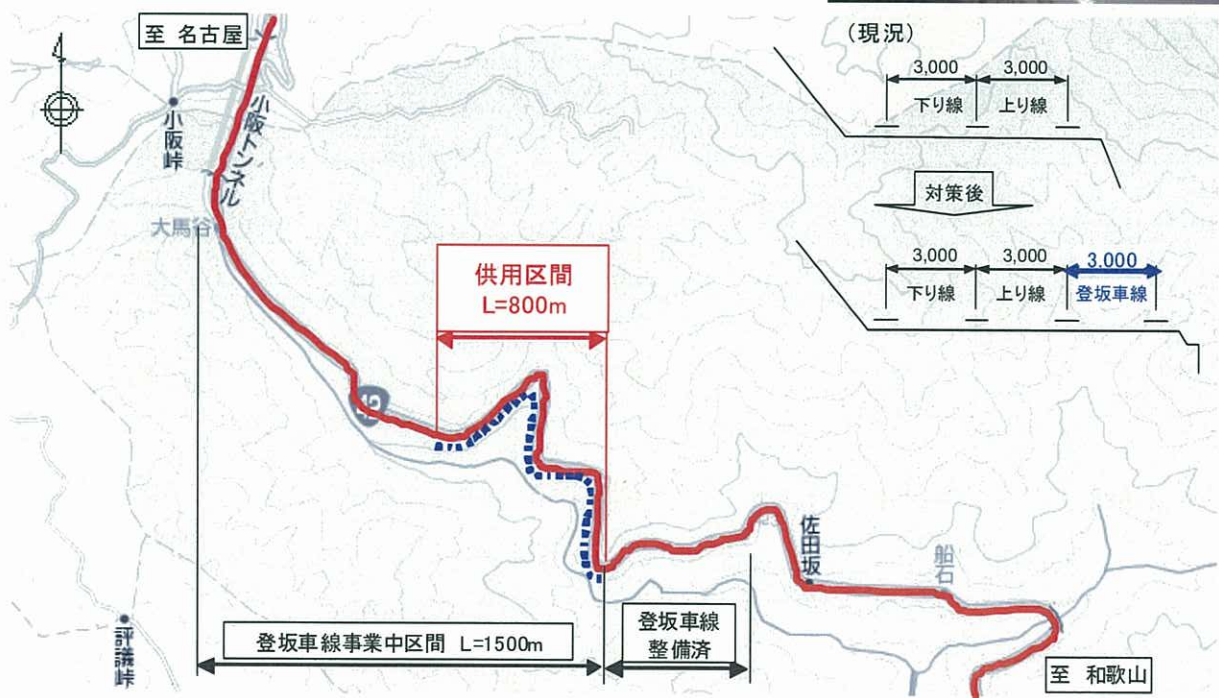 至 名古屋
小阪峠
小阪トンネル
大馬谷
供用区間
L=800m
42
評議峠
登坂車線事業中区間 L=1500m
登坂車線
整備済
佐田坂
船石
至 和歌山
(現況)
3,000
3,000
下り線
上り線
対策後
3,000
3,000
3.000
下り線
上り線
登坂車線